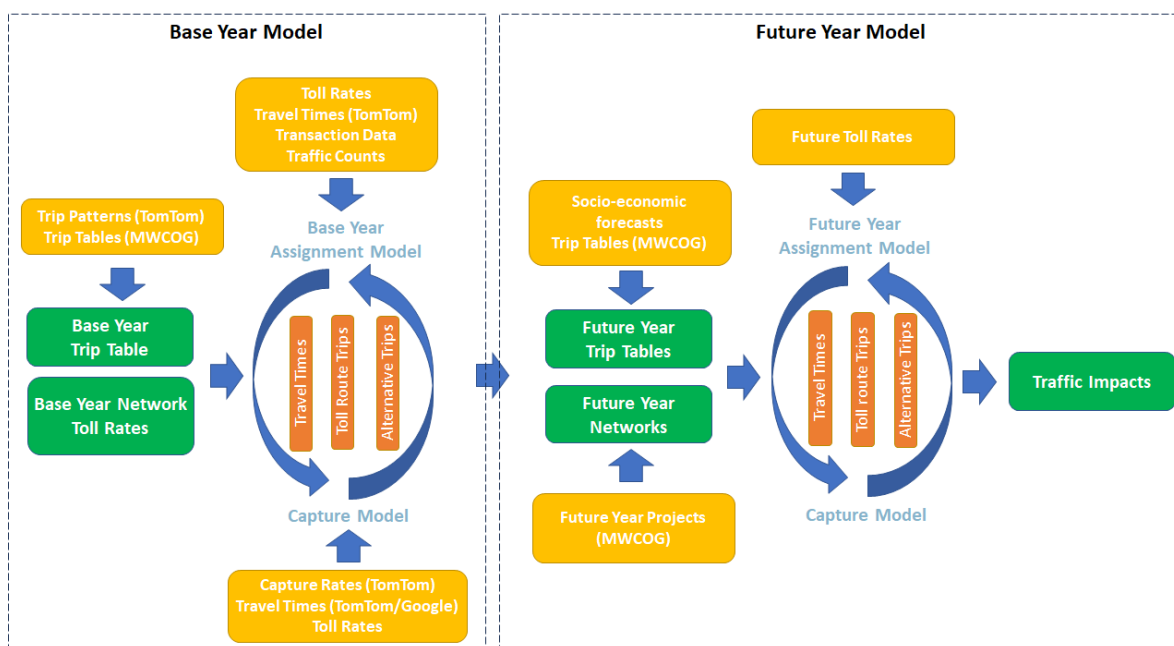 Base Year Model
Toll Rates
Travel Times (TomTom)
Transaction Data
Traffic Counts
Trip Patterns (TomTom)
Trip Tables (MWCOG)
Base Year
Assignment Model
Base Year
Trip Table
Base Year Network
Toll Rates
Travel Times
Toll Route Trips
Alternative Trips
Capture Model
Capture Rates (TomTom)
Travel Times (TomTom/Google)
Toll Rates
Future Year Model
Future Toll Rates
Socio-economic
forecasts
Trip Tables (MWCOG)
Future Year
Assignment Model
Future Year
Trip Tables
Future Year
Networks
Travel Times
Toll route Trips
Alternative Trips
Traffic Impacts
Capture Model
Future Year Projects
(MWCOG)